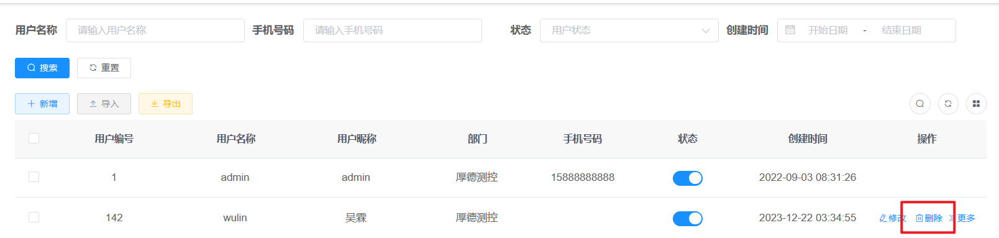 用户名称 请输入用户名称 手机号码 请输入手机号码 状态 用户状态 创建时间 开始日期 - 结束日期
搜索 重置
新增 导入 导出
用户编号 用户名称 用户昵称 部门 手机号码 状态 创建时间 操作
1 admin admin 厚德测控 15888888888 2022-09-03 08:31:26
142 wulin 吴霖 厚德测控 2023-12-22 03:34:55 修改 删除 更多